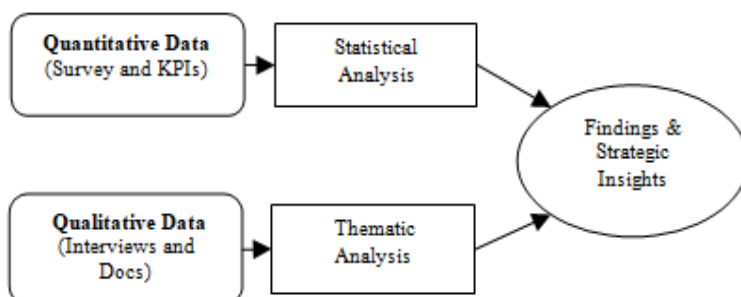 Quantitative Data
(Survey and KPIs)
Statistical
Analysis
Findings &
Strategic
Insights
Qualitative Data
(Interviews and
Docs)
Thematic
Analysis